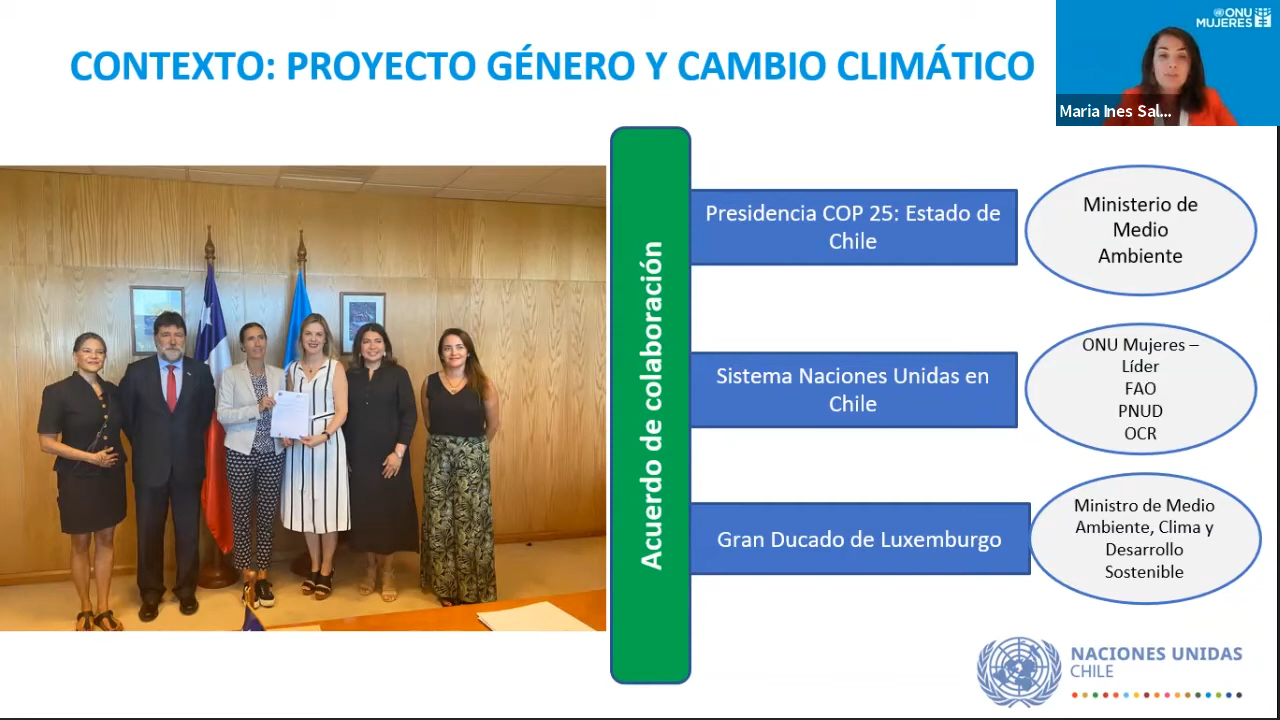 CONTEXTO: PROYECTO GÉNERO Y CAMBIO CLIMÁTICO
ONU
MUJERES
Maria Ines Sal...
Acuerdo de colaboración
Presidencia COP 25: Estado de
Chile
Ministerio de
Medio
Ambiente
Sistema Naciones Unidas en
Chile
ONU Mujeres –
Líder
FAO
PNUD
OCR
Gran Ducado de Luxemburgo
Ministro de Medio
Ambiente, Clima y
Desarrollo
Sostenible
NACIONES UNIDAS
CHILE